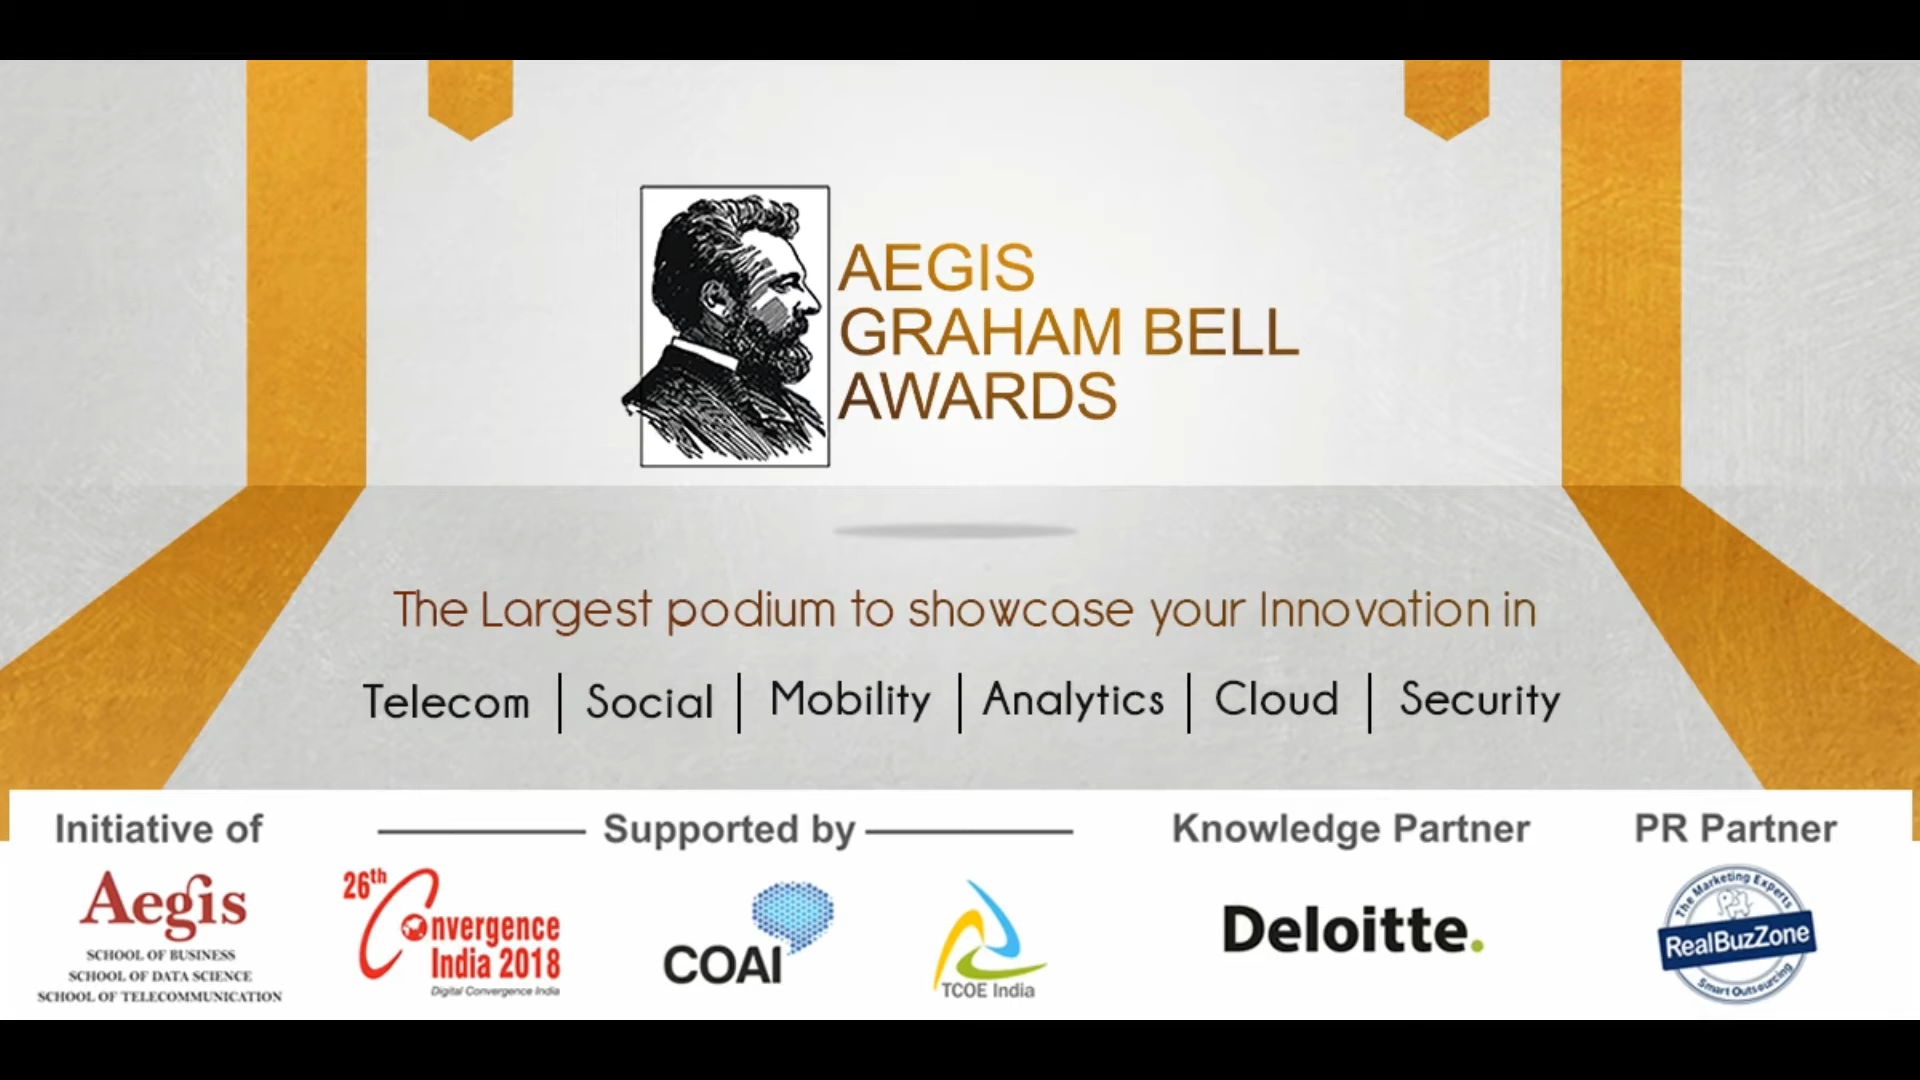 AEGIS
GRAHAM BELL
AWARDS
The Largest podium to showcase your Innovation in
Telecom | Social | Mobility | Analytics | Cloud | Security
Initiative of
Supported by
Knowledge Partner
PR Partner
Aegis
SCHOOL OF BUSINESS
SCHOOL OF DATA SCIENCE
SCHOOL OF TELECOMMUNICATION
26th
Convergence
India 2018
Digital Convergence India
COAI
TCOE India
Deloitte.
The Marketing Experts
RealBuzZone
Smart Outsourcing